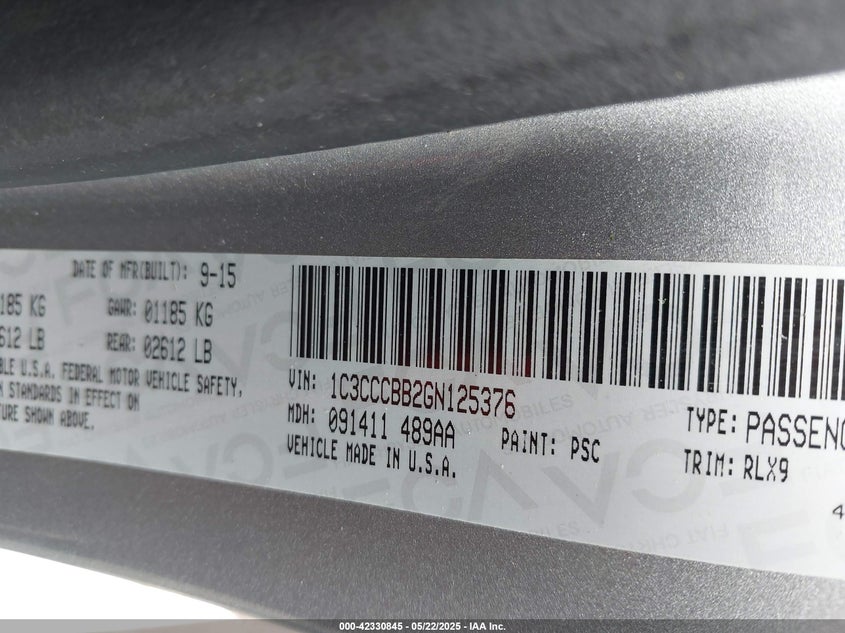 DATE OF MFR(BUILT): 9-15
185 KG GAWR: 01185 KG
612 LB REAR: 02612 LB
BLE U.S.A. FEDERAL MOTOR VEHICLE SAFETY,
N STANDARDS IN EFFECT ON
TURE SHOWN ABOVE.
VIN: 1C3CCCBB2GN125376
MDH: 091411 489AA PAINT: PSC
VEHICLE MADE IN U.S.A.
TYPE: PASSENG
TRIM: RLX9
4
000-42330845 - 05/22/2025 - IAA Inc.